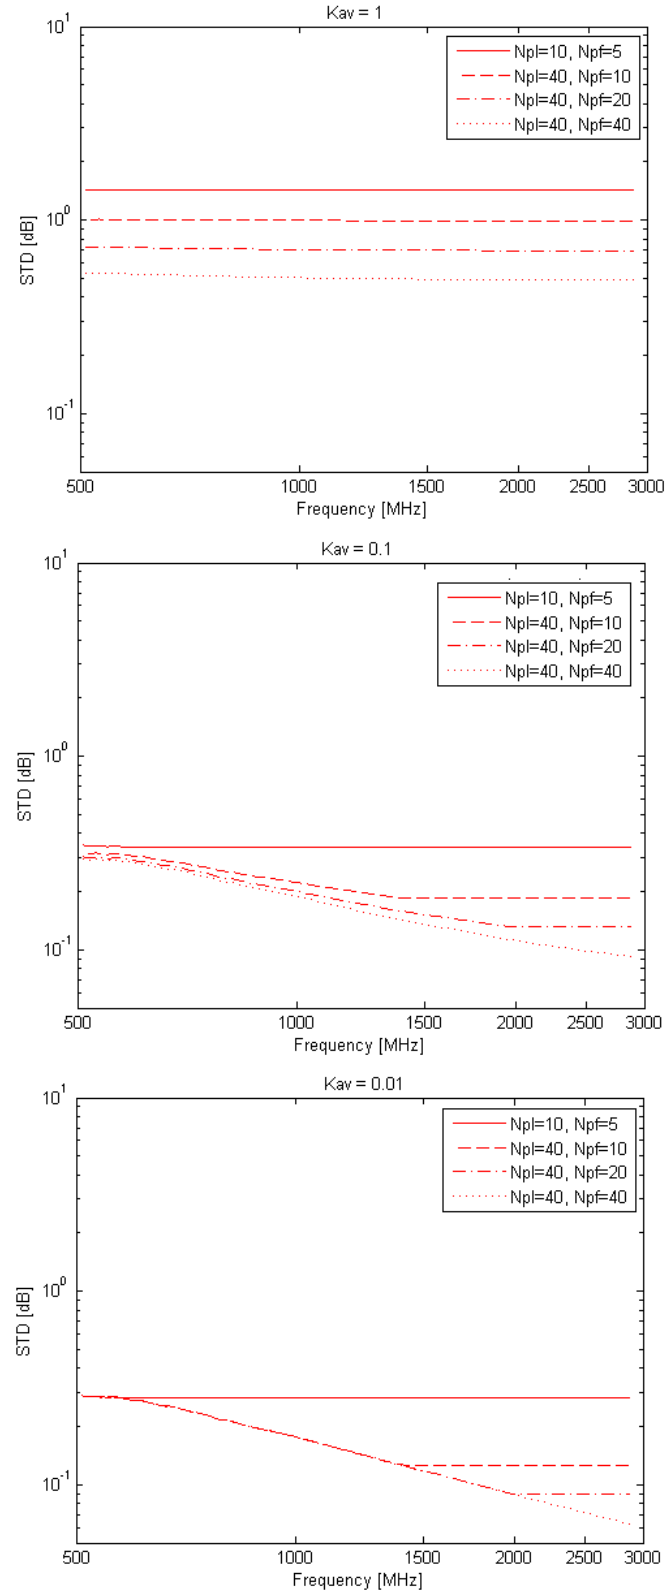 Kav = 1
10^1
Npl=10, Npf=5
Npl=40, Npf=10
Npl=40, Npf=20
Npl=40, Npf=40
STD [dB]
10^0
10^-1
500 1000 1500 2000 2500 3000
Frequency [MHz]
Kav = 0.1
10^1
Npl=10, Npf=5
Npl=40, Npf=10
Npl=40, Npf=20
Npl=40, Npf=40
STD [dB]
10^0
10^-1
500 1000 1500 2000 2500 3000
Frequency [MHz]
Kav = 0.01
10^1
Npl=10, Npf=5
Npl=40, Npf=10
Npl=40, Npf=20
Npl=40, Npf=40
STD [dB]
10^0
10^-1
500 1000 1500 2000 2500 3000
Frequency [MHz]